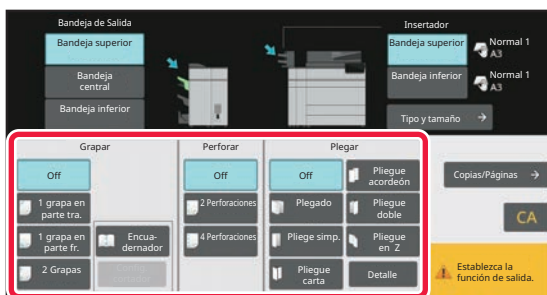 Bandeja de Salida
Insertador
Bandeja superior
Bandeja
central
Bandeja inferior
Bandeja superior
Normal 1
A3
Bandeja inferior
Normal 1
A3
Tipo y tamaño
Grapar
Perforar
Plegar
Off
1 grapa en
parte tra.
1 grapa en
parte fr.
2 Grapas
Encua-
dernador
Off
2 Perforaciones
4 Perforaciones
Off
Plegado
Pliege simp.
Pliegue
carta
Pliegue
acordeón
Pliegue
doble
Pliegue
en Z
Detalle
Copias/Páginas
CA
Establezca la
función de salida.